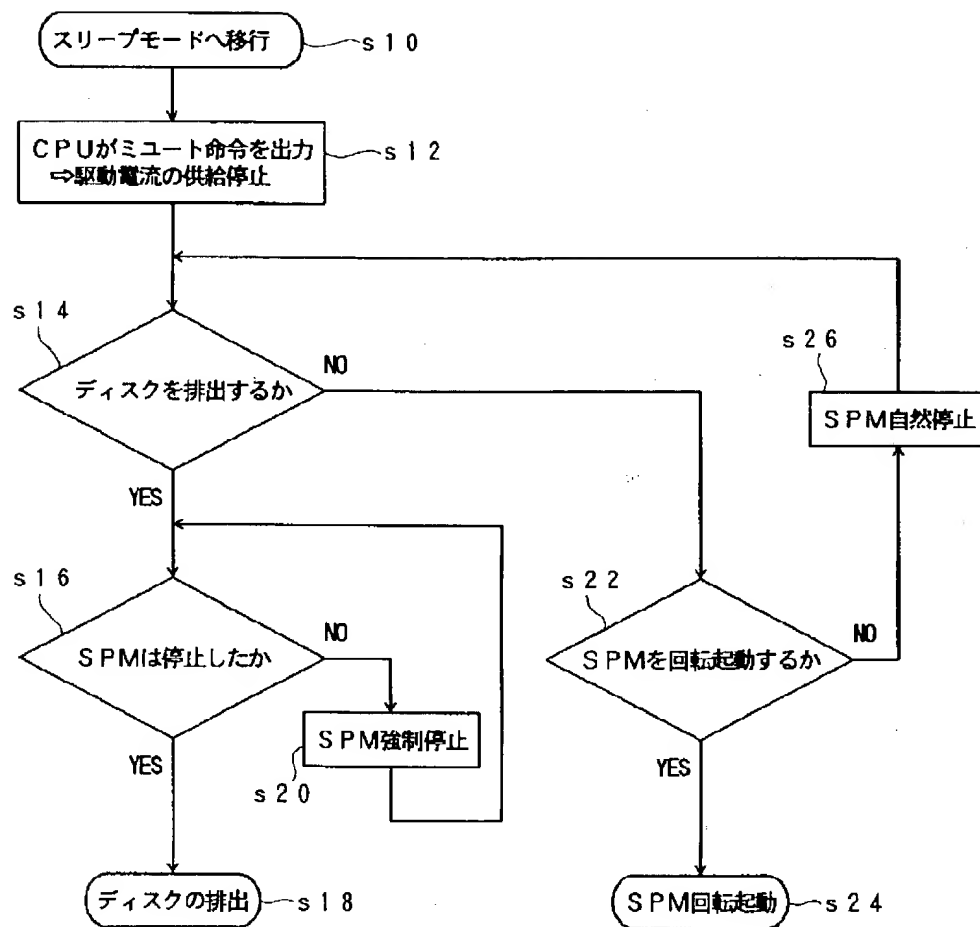 スリープモードへ移行
s10
CPUがミュート命令を出力
⇨駆動電流の供給停止
s12
s14
ディスクを排出するか
NO
YES
s26
SPM自然停止
s16
SPMは停止したか
NO
YES
SPM強制停止
s20
s22
SPMを回転起動するか
NO
YES
ディスクの排出
s18
SPM回転起動
s24